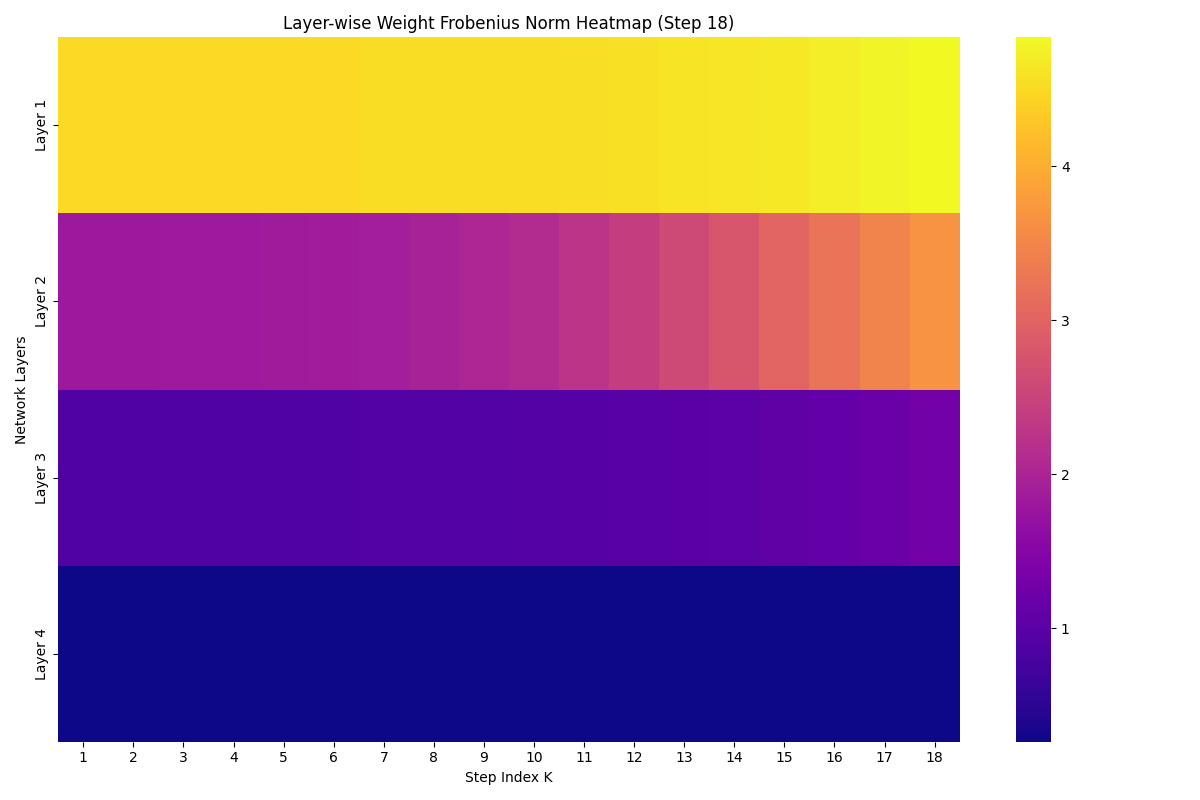 Layer-wise Weight Frobenius Norm Heatmap (Step 18)
Network Layers
Layer 1
Layer 2
Layer 3
Layer 4
1 2 3 4 5 6 7 8 9 10 11 12 13 14 15 16 17 18
Step Index K
4
3
2
1